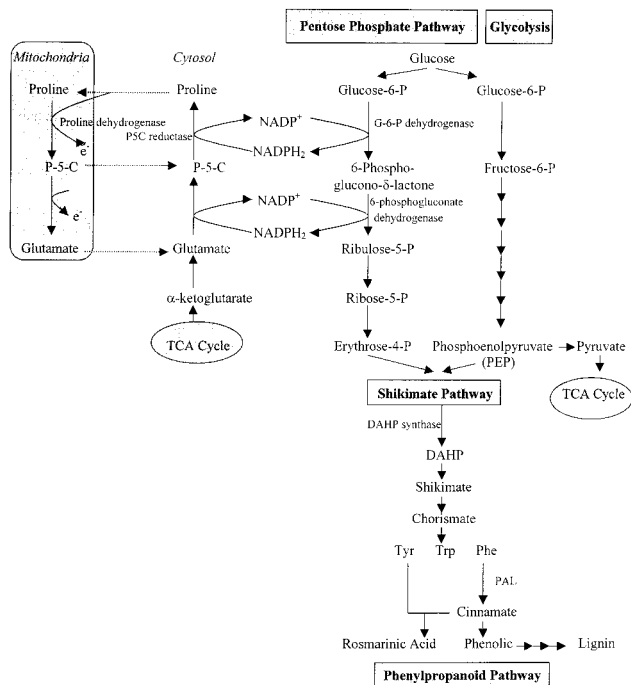 Pentose Phosphate Pathway
Glycolysis
Mitochondria
Cytosol
Glucose
Proline
Proline
Glucose-6-P
Glucose-6-P
Proline dehydrogenase
P5C reductase
e-
NADP+
NADPH2
G-6-P dehydrogenase
P-5-C
P-5-C
6-Phospho-
glucono-δ-lactone
Fructose-6-P
e-
NADP+
NADPH2
6-phosphogluconate
dehydrogenase
Glutamate
Glutamate
Ribulose-5-P
α-ketoglutarate
Ribose-5-P
TCA Cycle
Erythrose-4-P
Phosphoenolpyruvate
(PEP)
Pyruvate
Shikimate Pathway
TCA Cycle
DAHP synthase
DAHP
Shikimate
Chorismate
Tyr
Trp
Phe
PAL
Cinnamate
Rosmarinic Acid
Phenolic
Lignin
Phenylpropanoid Pathway